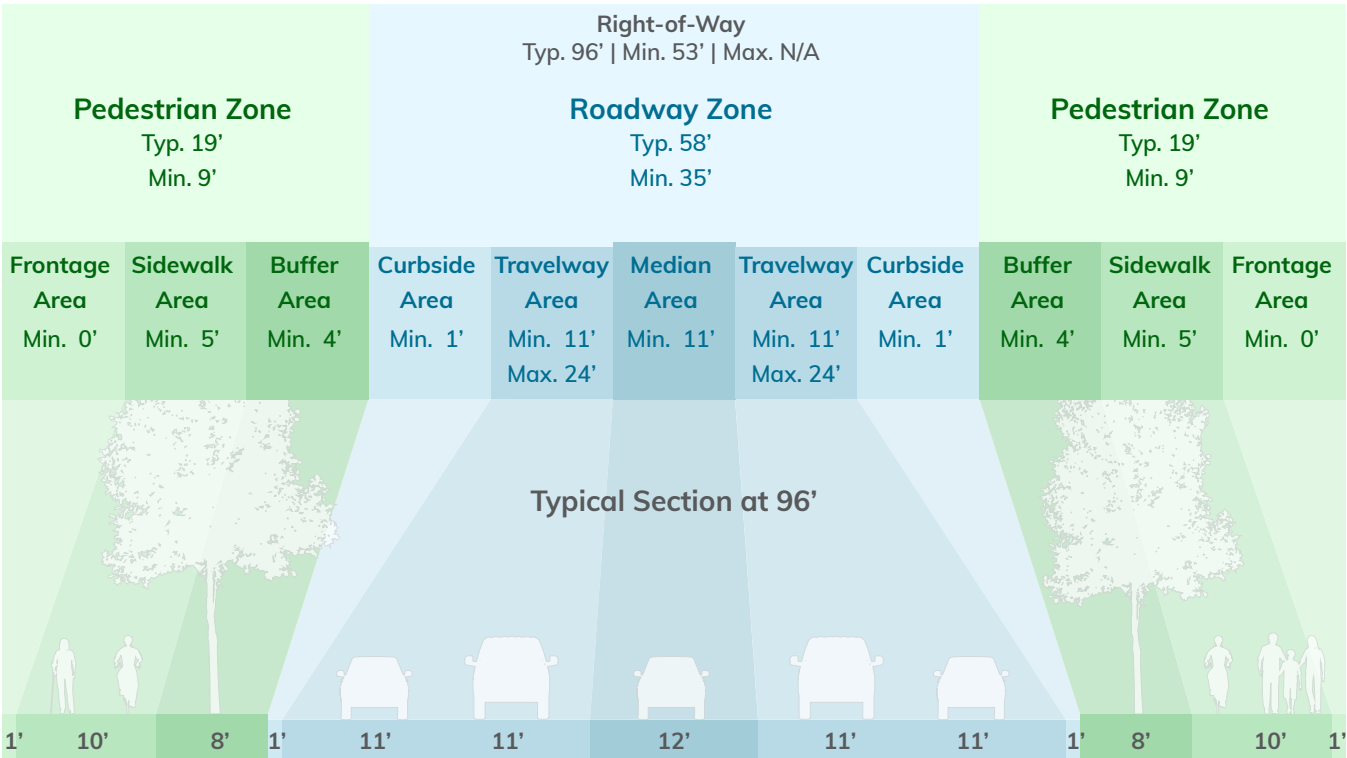 Right-of-Way
Typ. 96’ | Min. 53’ | Max. N/A
Pedestrian Zone
Typ. 19’
Min. 9’
Roadway Zone
Typ. 58’
Min. 35’
Pedestrian Zone
Typ. 19’
Min. 9’
Frontage
Area
Min. 0’
Sidewalk
Area
Min. 5’
Buffer
Area
Min. 4’
Curbside
Area
Min. 1’
Travelway
Area
Min. 11’
Max. 24’
Median
Area
Min. 11’
Travelway
Area
Min. 11’
Max. 24’
Curbside
Area
Min. 1’
Buffer
Area
Min. 4’
Sidewalk
Area
Min. 5’
Frontage
Area
Min. 0’
Typical Section at 96’
1’ 10’ 8’ 1’ 11’ 11’ 12’ 11’ 11’ 1’ 8’ 10’ 1’